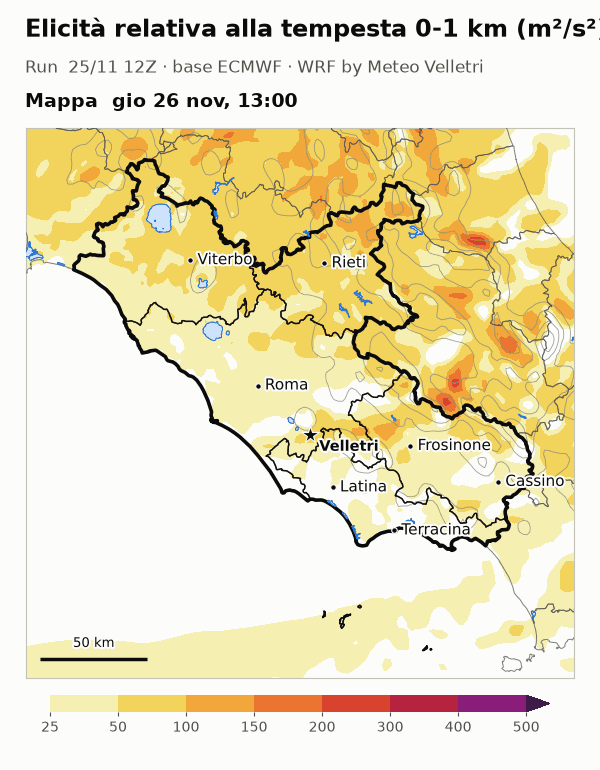 Elicità relativa alla tempesta 0-1 km (m²/s²)
Run  25/11 12Z · base ECMWF · WRF by Meteo Velletri
Mappa  gio 26 nov, 13:00
Viterbo
Rieti
Roma
Velletri
Frosinone
Latina
Cassino
Terracina
50 km
25 50 100 150 200 300 400 500